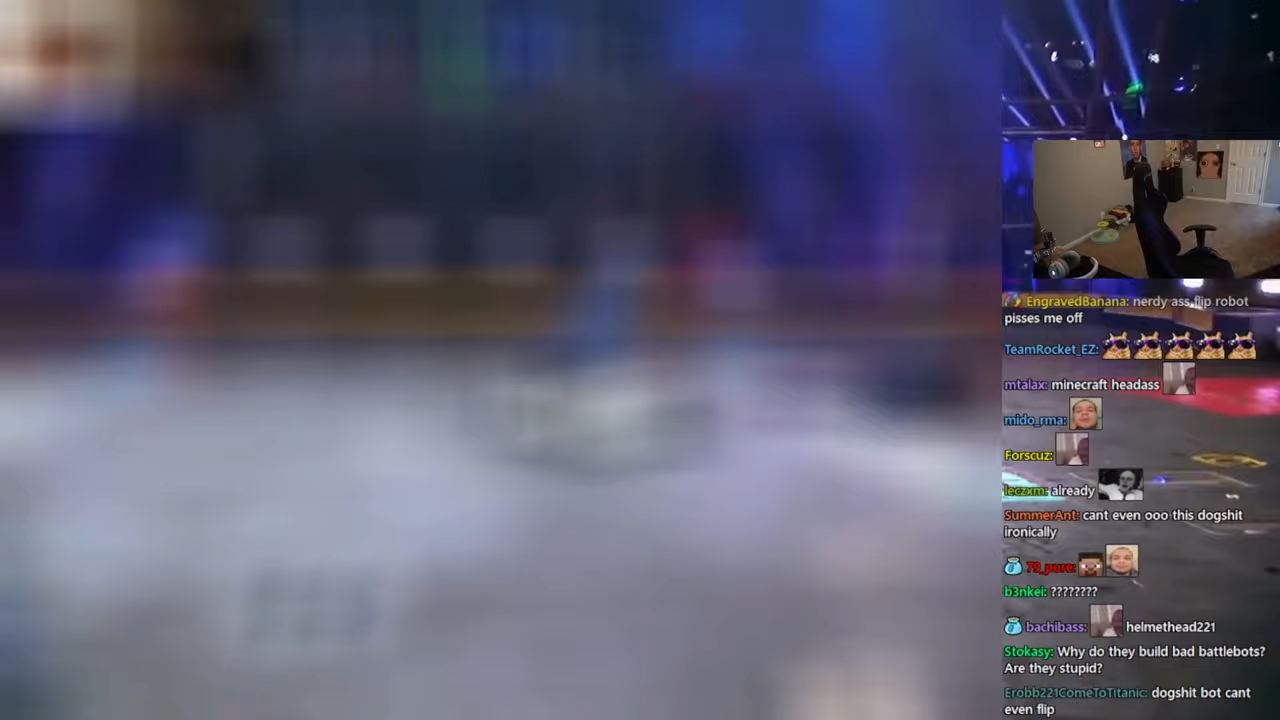 EngravedBanana: nerdy ass flip robot
pisses me off
TeamRocket_EZ:
mtalax: minecraft headass
mido_rma:
Forscuz:
leczxm: already
SummerAnt: cant even ooo this dogshit
ironically
79_pure:
b3nkei: ????????
bachibass: helmethead221
Stokasy: Why do they build bad battlebots?
Are they stupid?
Erobb221ComeToTitanic: dogshit bot cant
even flip